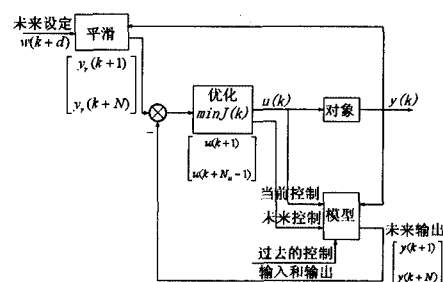 未来设定
w(k+d)
平滑
y_r(k+1)
y_r(k+N)
优化
minJ(k)
u(k)
对象
y(k)
u(k+1)
u(k+N_u-1)
当前控制
未来控制
模型
过去的控制
输入和输出
未来输出
y(k+1)
y(k+N)